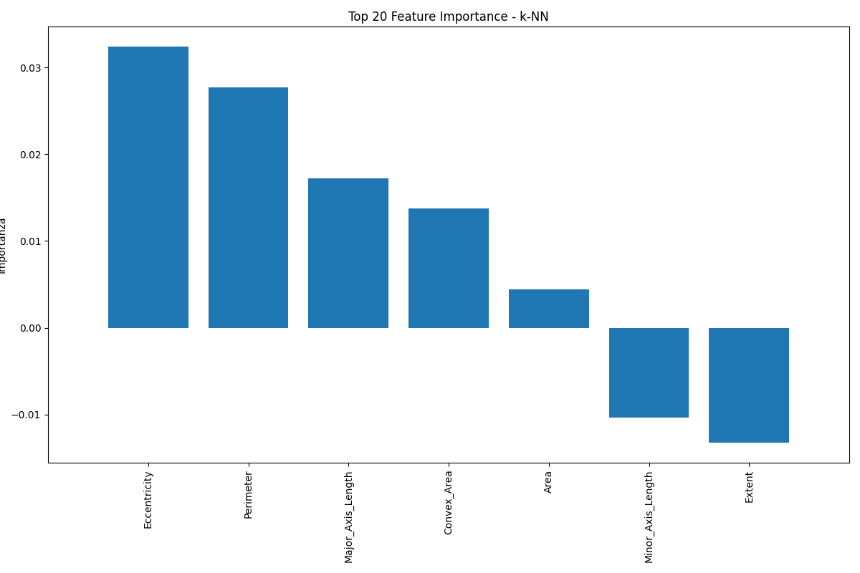 Top 20 Feature Importance - k-NN
Importanza
0.03
0.02
0.01
0.00
−0.01
Eccentricity
Perimeter
Major_Axis_Length
Convex_Area
Area
Minor_Axis_Length
Extent